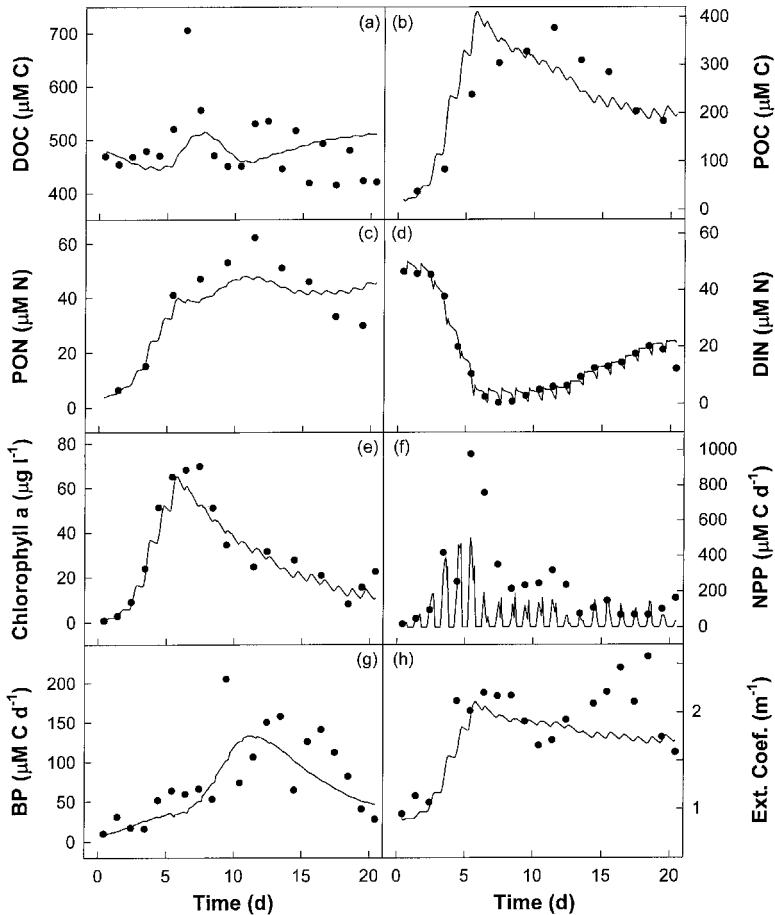 (a)
700
600
500
400
DOC (μM C)
(b)
400
300
200
100
0
POC (μM C)
(c)
60
40
20
0
PON (μM N)
(d)
60
40
20
0
DIN (μM N)
(e)
80
60
40
20
0
Chlorophyll a (μg l⁻¹)
(f)
1000
800
600
400
200
0
NPP (μM C d⁻¹)
(g)
200
150
100
50
0
BP (μM C d⁻¹)
(h)
2
1
Ext. Coef. (m⁻¹)
0 5 10 15 20
0 5 10 15 20
Time (d)
Time (d)